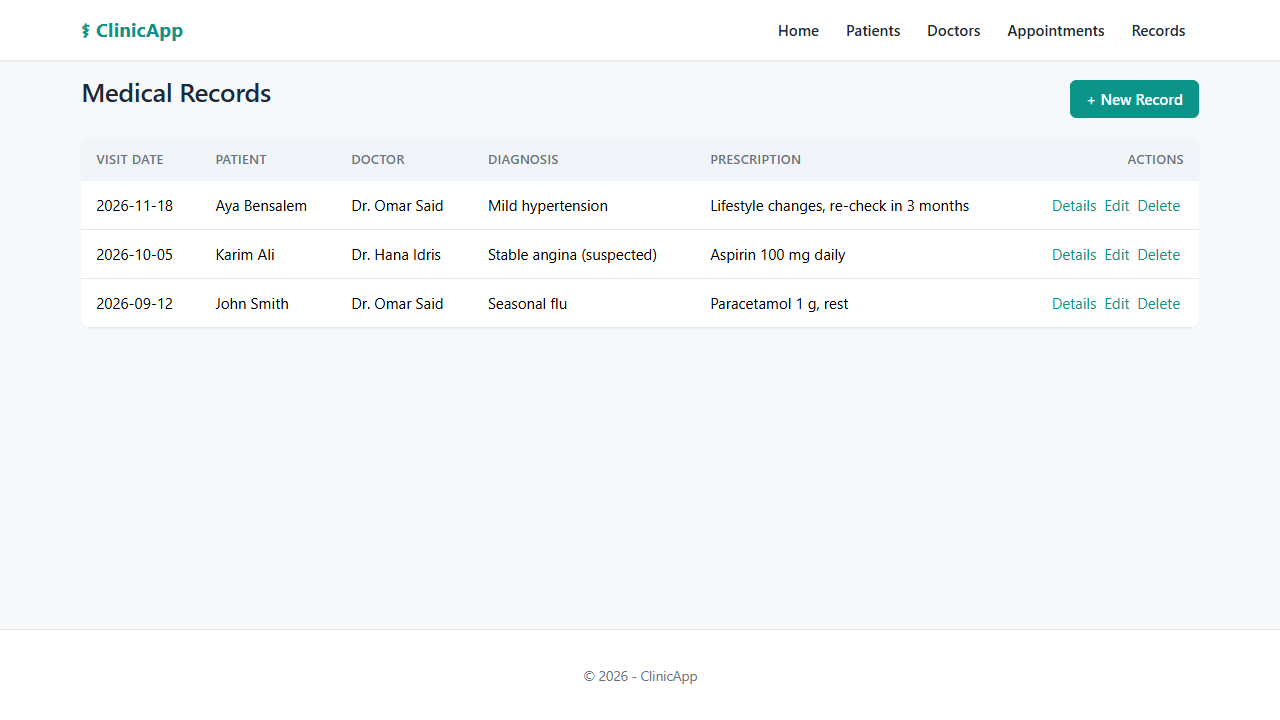 ⚕ ClinicApp Home Patients Doctors Appointments Records
Medical Records
+ New Record
VISIT DATE PATIENT DOCTOR DIAGNOSIS PRESCRIPTION ACTIONS
2026-11-18 Aya Bensalem Dr. Omar Said Mild hypertension Lifestyle changes, re-check in 3 months Details Edit Delete
2026-10-05 Karim Ali Dr. Hana Idris Stable angina (suspected) Aspirin 100 mg daily Details Edit Delete
2026-09-12 John Smith Dr. Omar Said Seasonal flu Paracetamol 1 g, rest Details Edit Delete
© 2026 - ClinicApp